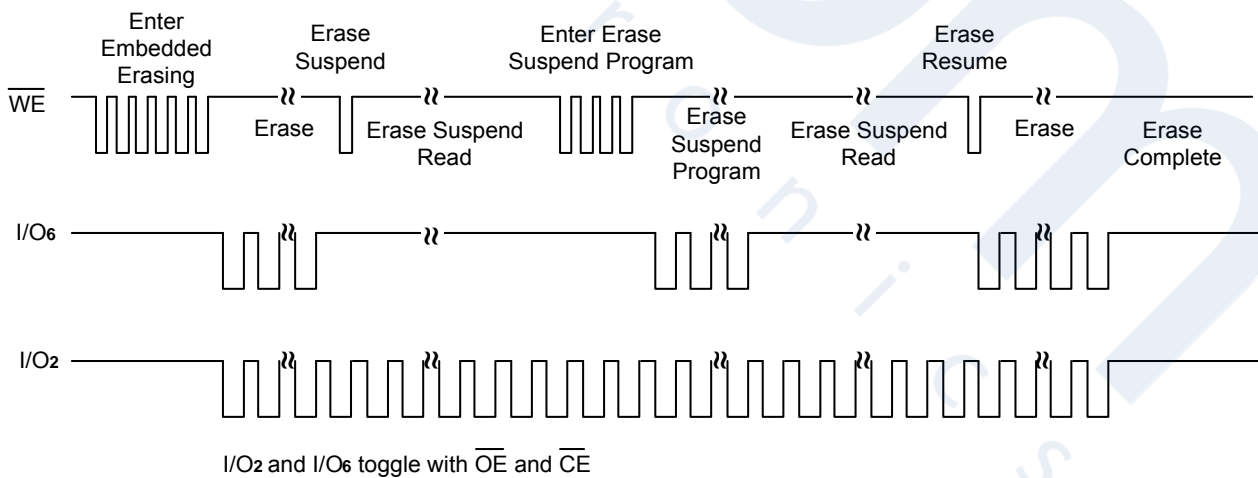 Enter
Embedded
Erasing
Erase
Suspend
Enter Erase
Suspend Program
Erase
Resume
WE
Erase
Erase Suspend
Read
Erase
Suspend
Program
Erase Suspend
Read
Erase
Erase
Complete
I/O6
I/O2
I/O2 and I/O6 toggle with OE and CE